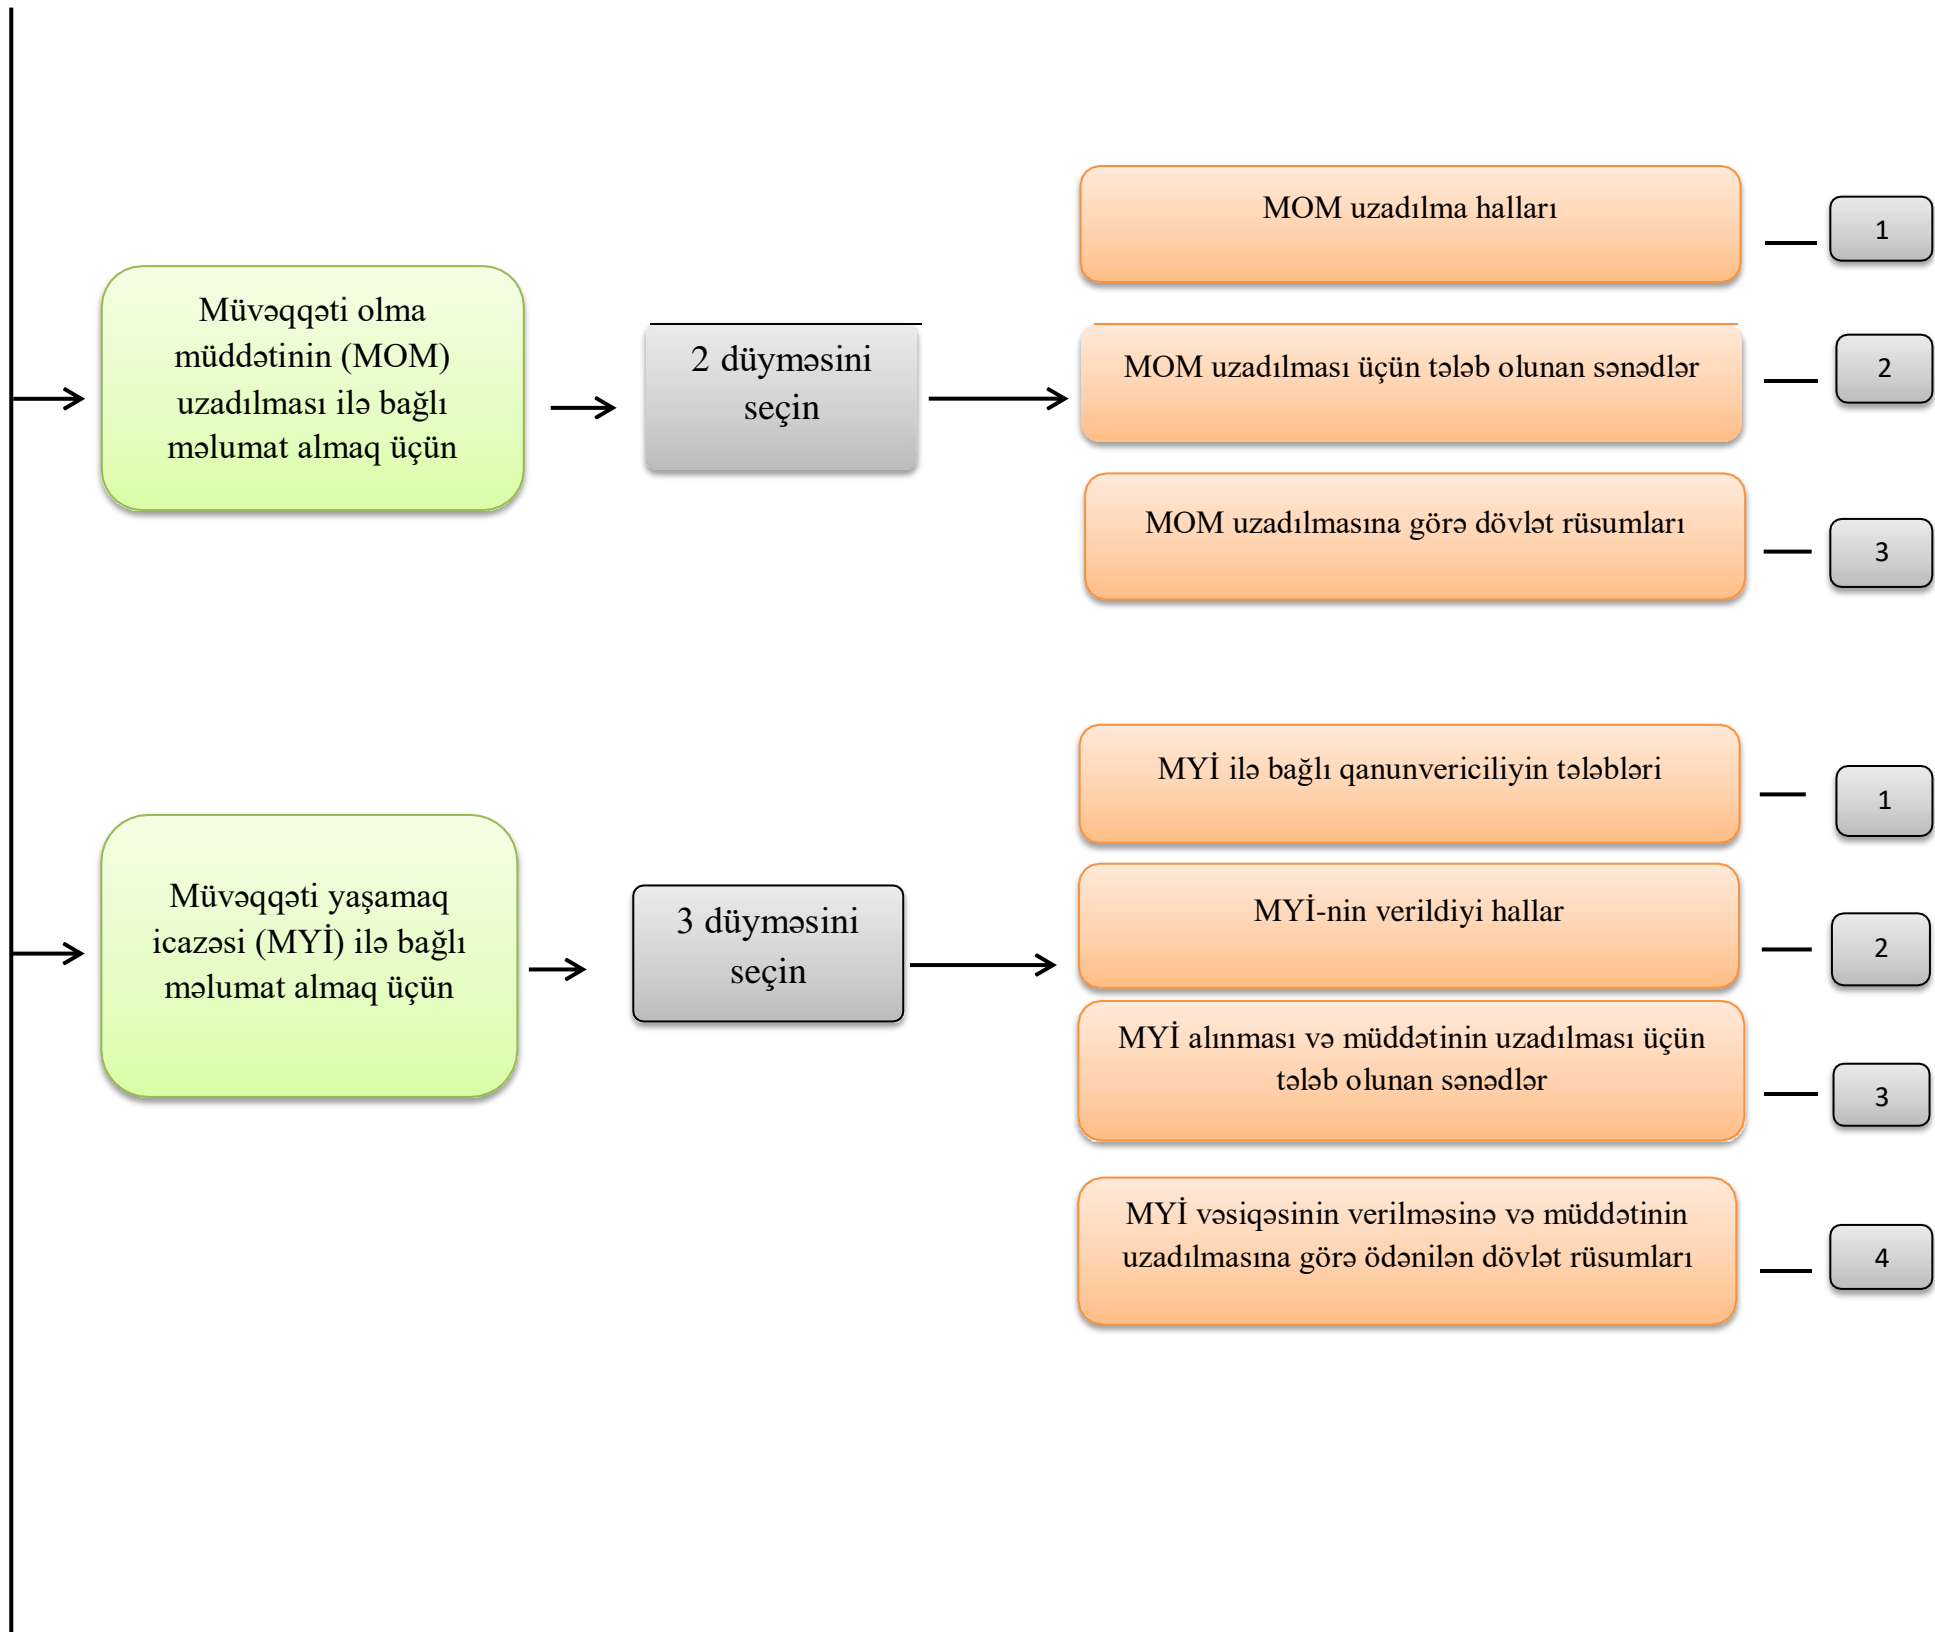 Müvəqqəti olma
müddətinin (MOM)
uzadılması ilə bağlı
məlumat almaq üçün
2 düyməsini
seçin
MOM uzadılma halları
1
MOM uzadılması üçün tələb olunan sənədlər
2
MOM uzadılmasına görə dövlət rüsumları
3
Müvəqqəti yaşamaq
icazəsi (MYİ) ilə bağlı
məlumat almaq üçün
3 düyməsini
seçin
MYİ ilə bağlı qanunvericiliyin tələbləri
1
MYİ-nin verildiyi hallar
2
MYİ alınması və müddətinin uzadılması üçün
tələb olunan sənədlər
3
MYİ vəsiqəsinin verilməsinə və müddətinin
uzadılmasına görə ödənilən dövlət rüsumları
4